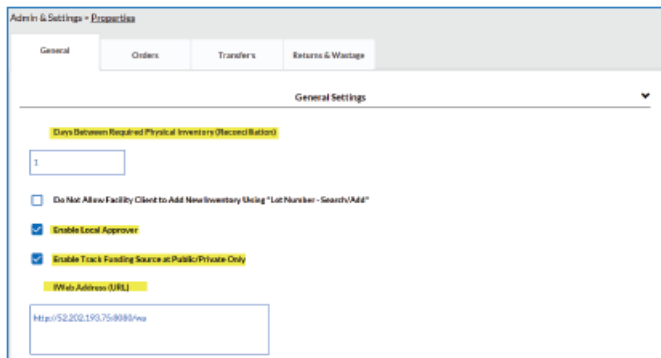 Admin & Settings > Properties
General
Orders
Transfers
Returns & Wastage
General Settings
Days Between Required Physical Inventory (Reconciliation)
1
Do Not Allow Facility Client to Add New Inventory Using "Lot Number - Search/Add"
Enable Local Approver
Enable Track Funding Source at Public/Private Only
IWeb Address (URL)
http://52.202.193.75:8080/wa